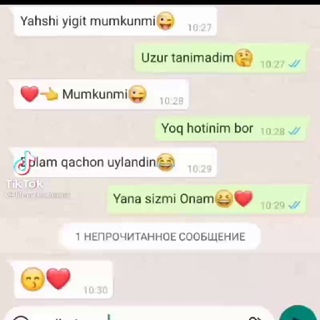 Yahshi yigit mumkunmi😜
10:27
Uzur tanimadim🤔
10:27
❤️👈 Mumkunmi😜
10:28
Yoq hotinim bor
10:28
Bolam qachon uylandin😂
10:29
TikTok
Yana sizmi Onam😆❤️
10:29
1 НЕПРОЧИТАННОЕ СООБЩЕНИЕ
😙❤️
10:30